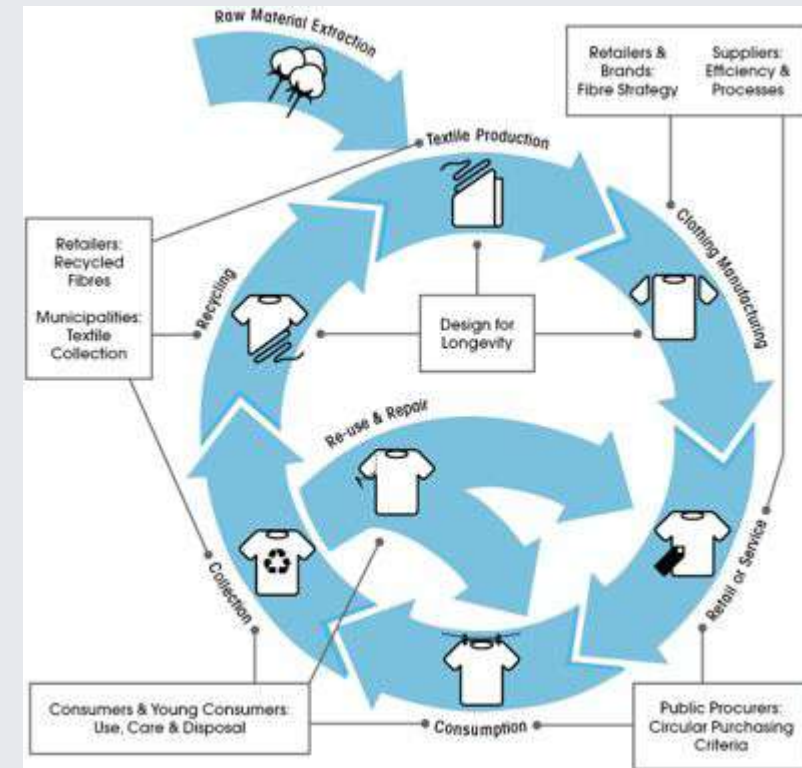 Raw Material Extraction
Retailers &
Brands:
Fibre Strategy
Suppliers:
Efficiency &
Processes
Textile Production
Clothing Manufacturing
Retailers:
Recycled
Fibres
Municipalities:
Textile
Collection
Recycling
Design for
Longevity
Re-use & Repair
Collection
Retail or Service
Consumers & Young Consumers:
Use, Care & Disposal
Consumption
Public Procurers:
Circular Purchasing
Criteria